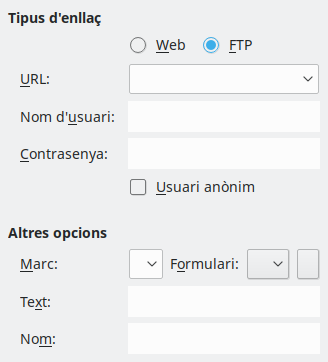 Tipus d'enllaç
Web FTP
URL:
Nom d'usuari:
Contrasenya:
Usuari anònim
Altres opcions
Marc: Formulari:
Text:
Nom: